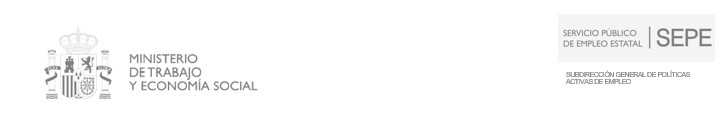 MINISTERIO
DE TRABAJO
Y ECONOMÍA SOCIAL
SERVICIO PÚBLICO
DE EMPLEO ESTATAL
SEPE
SUBDIRECCIÓN GENERAL DE POLÍTICAS
ACTIVAS DE EMPLEO